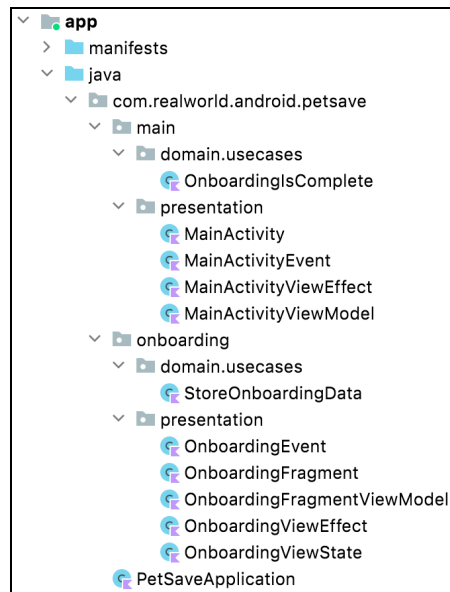 app
manifests
java
com.realworld.android.petsave
main
domain.usecases
OnboardingIsComplete
presentation
MainActivity
MainActivityEvent
MainActivityViewEffect
MainActivityViewModel
onboarding
domain.usecases
StoreOnboardingData
presentation
OnboardingEvent
OnboardingFragment
OnboardingFragmentViewModel
OnboardingViewEffect
OnboardingViewState
PetSaveApplication